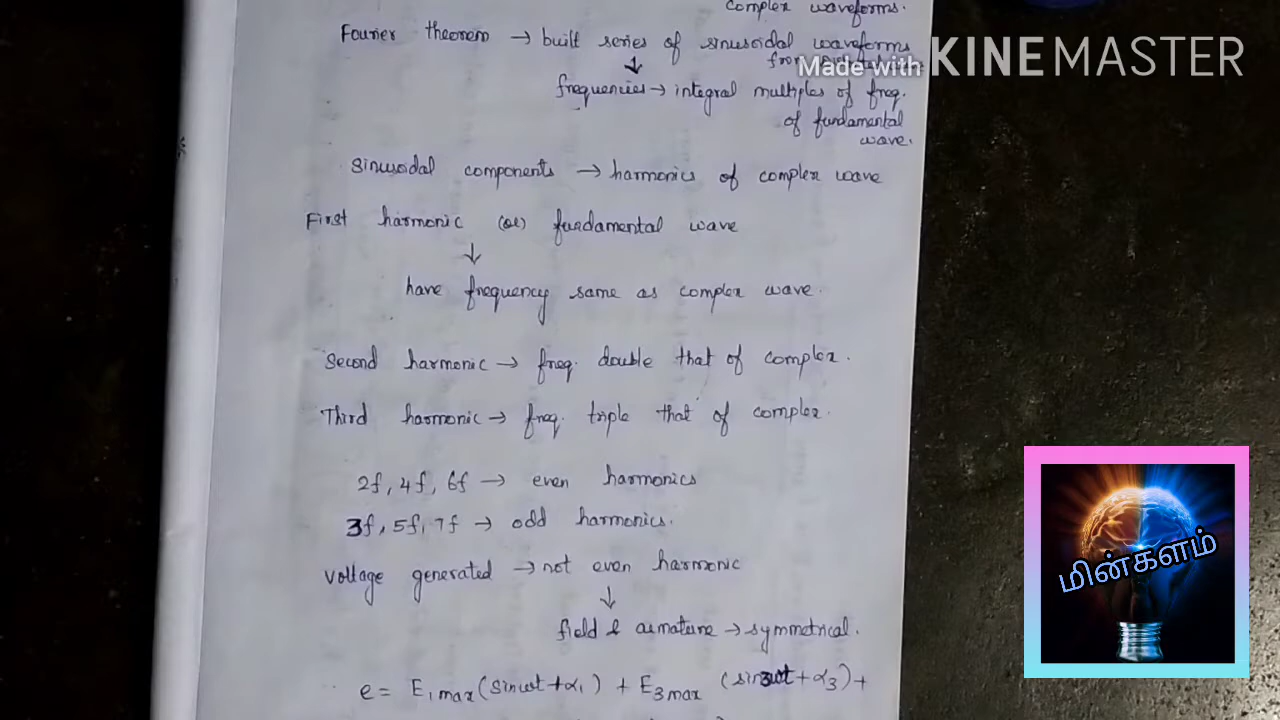 complex waveforms.
Fourier theorem → built series of sinusoidal waveforms
↓
Made with KINEMASTER
frequencies → integral multiples of freq.
of fundamental
wave.
Sinusoidal components → harmonics of complex wave
First harmonic (or) fundamental wave
↓
have frequency same as complex wave.
Second harmonic → freq. double that of complex.
Third harmonic → freq. triple that of complex.
2f, 4f, 6f → even harmonics
3f, 5f, 7f → odd harmonics.
Voltage generated → not even harmonic
↓
field & armature → symmetrical.
மின்களம்
e = E1max (sinωt + α1) + E3max (sin3ωt + α3) +